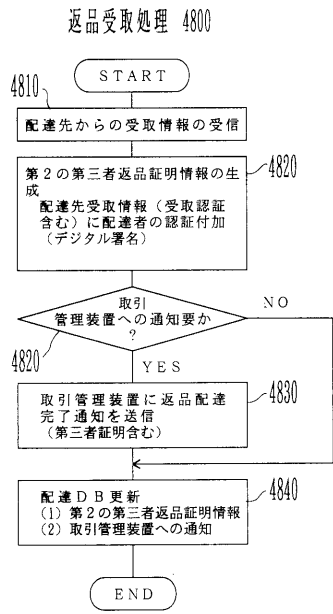 返品受取処理 4800
START
4810
配達先からの受取情報の受信
4820
第2の第三者返品証明情報の生
成
配達先受取情報（受取認証
含む）に配達者の認証付加
（デジタル署名）
取引
管理装置への通知要か
?
NO
4820
YES
4830
取引管理装置に返品配達
完了通知を送信
（第三者証明含む）
4840
配達DB更新
(1) 第2の第三者返品証明情報
(2) 取引管理装置への通知
END